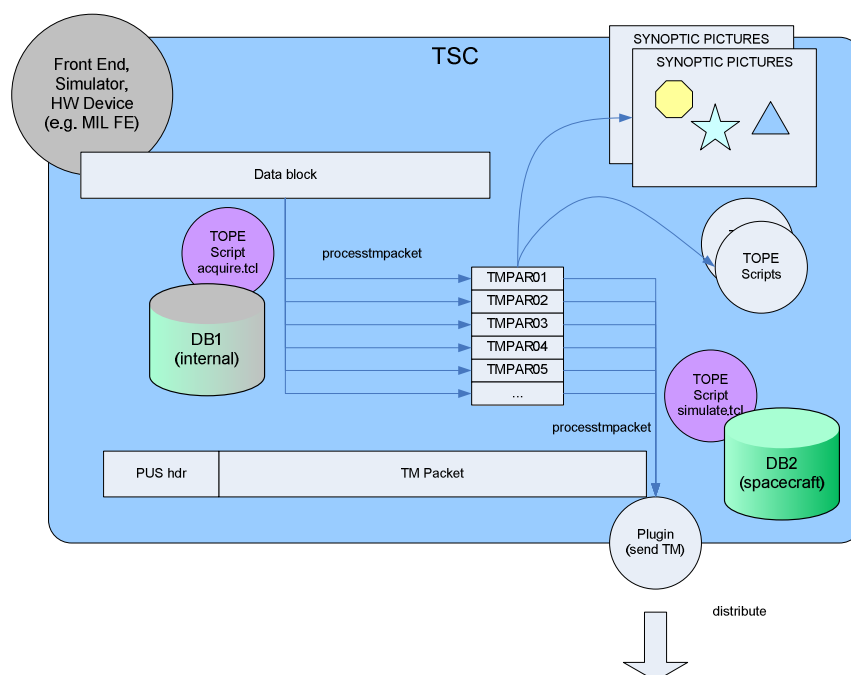 TSC
Front End,
Simulator,
HW Device
(e.g. MIL FE)
SYNOPTIC PICTURES
SYNOPTIC PICTURES
Data block
TOPE
Script
acquire.tcl
processtmpacket
DB1
(internal)
TMPAR01
TMPAR02
TMPAR03
TMPAR04
TMPAR05
...
TOPE
Scripts
TOPE
Script
simulate.tcl
processtmpacket
DB2
(spacecraft)
PUS hdr
TM Packet
Plugin
(send TM)
distribute